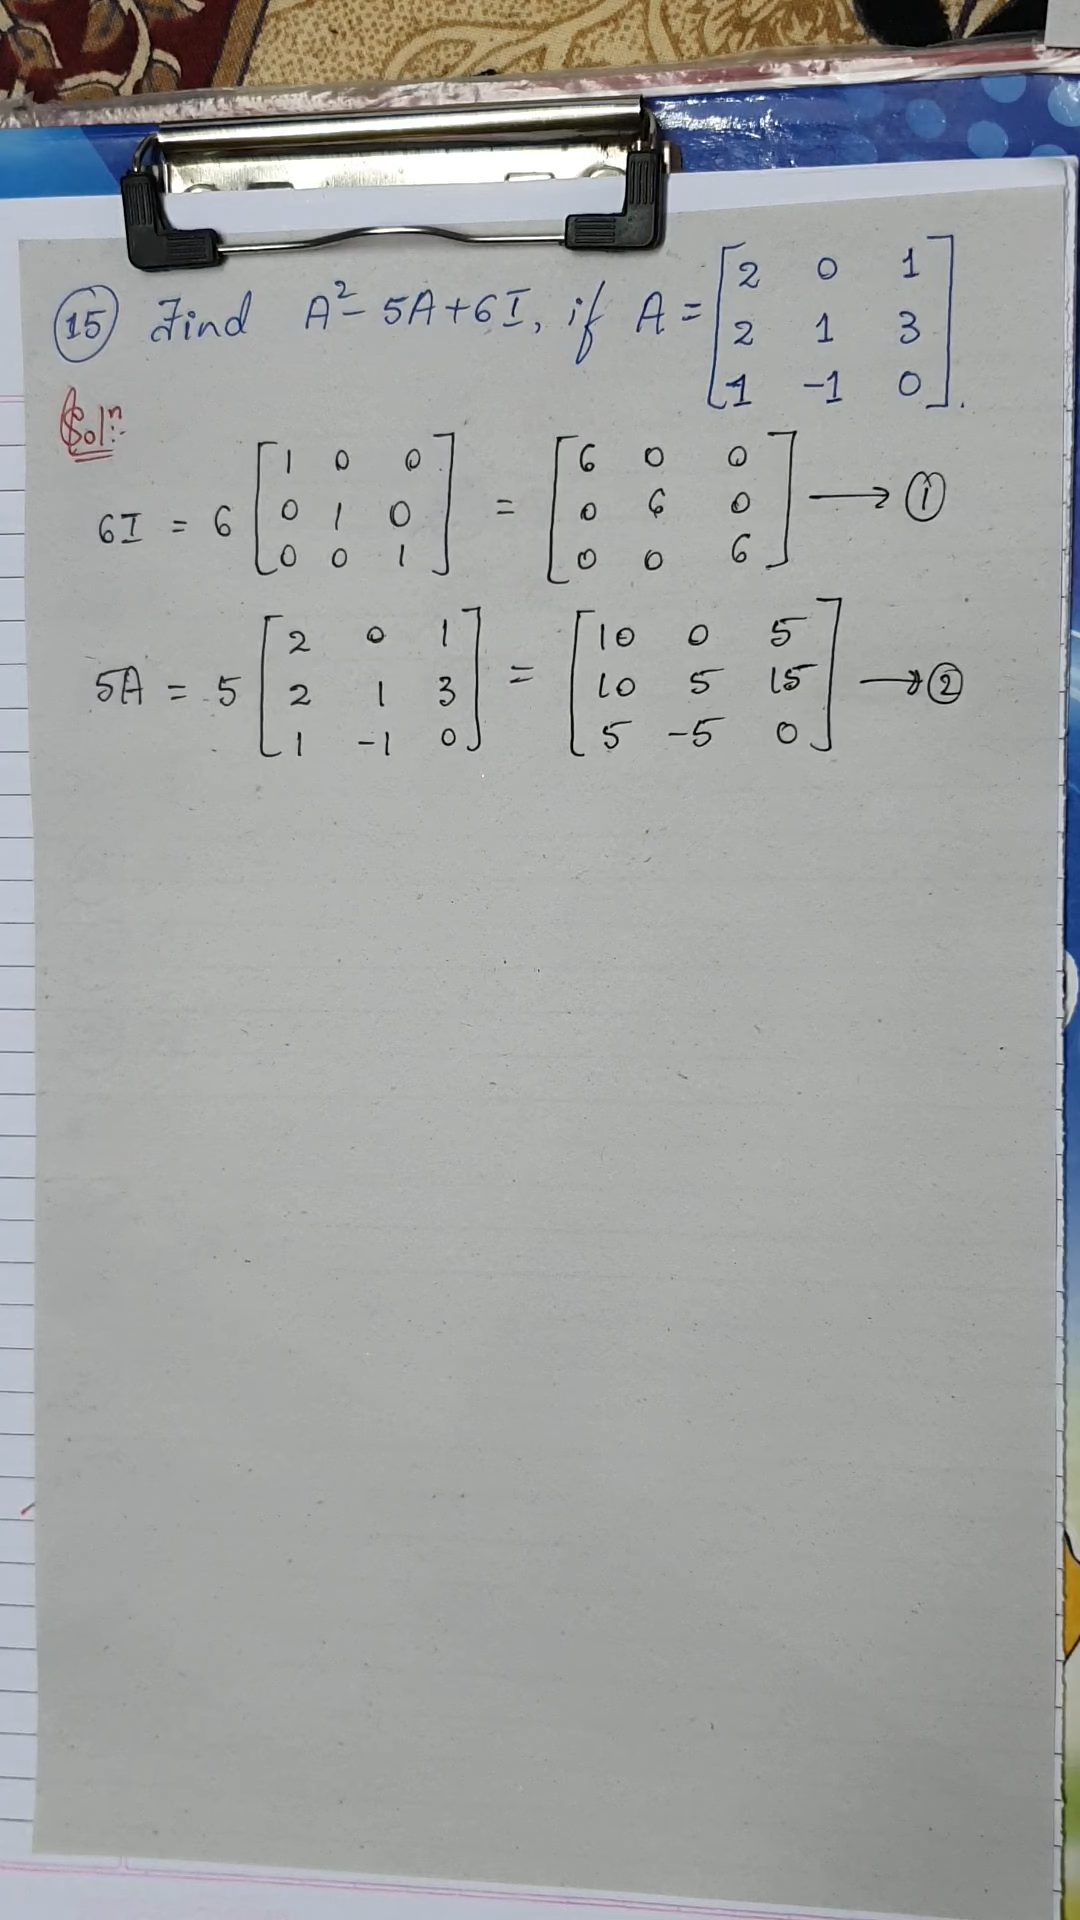 15 Find A² - 5A + 6I, if A = [2 0 1
2 1 3
1 -1 0].
Solⁿ:-
6I = 6 [1 0 0
0 1 0
0 0 1] = [6 0 0
0 6 0
0 0 6] → 1
5A = 5 [2 0 1
2 1 3
1 -1 0] = [10 0 5
10 5 15
5 -5 0] → 2